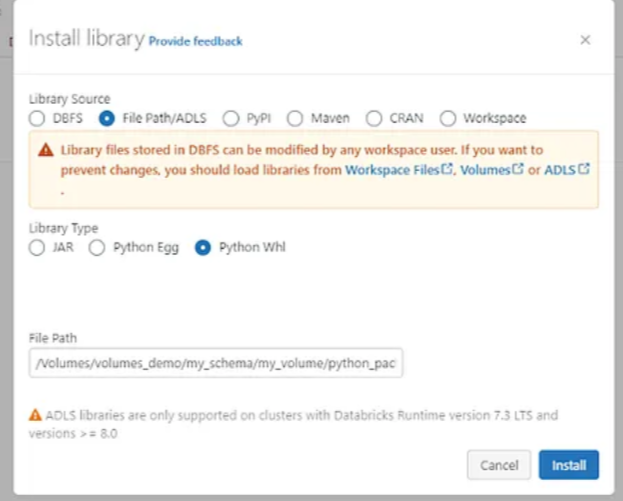 Install library Provide feedback
×
Library Source
DBFS File Path/ADLS PyPI Maven CRAN Workspace
Library files stored in DBFS can be modified by any workspace user. If you want to
prevent changes, you should load libraries from Workspace Files, Volumes or ADLS
.
Library Type
JAR Python Egg Python Whl
File Path
/Volumes/volumes_demo/my_schema/my_volume/python_pac
ADLS libraries are only supported on clusters with Databricks Runtime version 7.3 LTS and
versions >= 8.0
Cancel Install